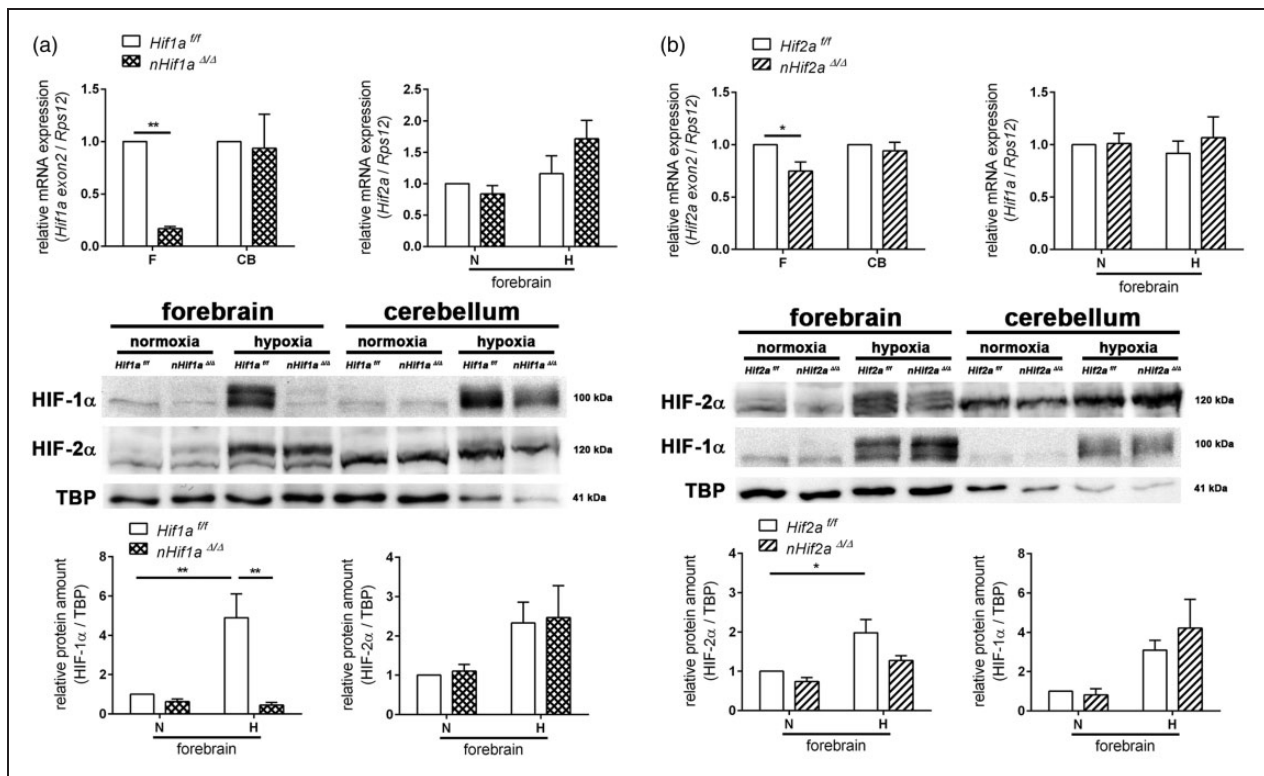 (a)
Hif1a f/f
nHif1a Δ/Δ
relative mRNA expression
(Hif1a exon2 / Rps12)
1.5
1.0
0.5
0.0
**
F
CB
relative mRNA expression
(Hif2a / Rps12)
2.5
2.0
1.5
1.0
0.5
0.0
N
H
forebrain
forebrain
cerebellum
normoxia
hypoxia
normoxia
hypoxia
Hif1a f/f
nHif1a Δ/Δ
Hif1a f/f
nHif1a Δ/Δ
Hif1a f/f
nHif1a Δ/Δ
Hif1a f/f
nHif1a Δ/Δ
HIF-1α
100 kDa
HIF-2α
120 kDa
TBP
41 kDa
Hif1a f/f
nHif1a Δ/Δ
relative protein amount
(HIF-1α / TBP)
8
6
4
2
0
**
**
N
H
forebrain
relative protein amount
(HIF-2α / TBP)
4
3
2
1
0
N
H
forebrain
(b)
Hif2a f/f
nHif2a Δ/Δ
relative mRNA expression
(Hif2a exon2 / Rps12)
1.5
1.0
0.5
0.0
*
F
CB
relative mRNA expression
(Hif1a / Rps12)
1.5
1.0
0.5
0.0
N
H
forebrain
forebrain
cerebellum
normoxia
hypoxia
normoxia
hypoxia
Hif2a f/f
nHif2a Δ/Δ
Hif2a f/f
nHif2a Δ/Δ
Hif2a f/f
nHif2a Δ/Δ
Hif2a f/f
nHif2a Δ/Δ
HIF-2α
120 kDa
HIF-1α
100 kDa
TBP
41 kDa
Hif2a f/f
nHif2a Δ/Δ
relative protein amount
(HIF-2α / TBP)
4
3
2
1
0
*
N
H
forebrain
relative protein amount
(HIF-1α / TBP)
8
6
4
2
0
N
H
forebrain